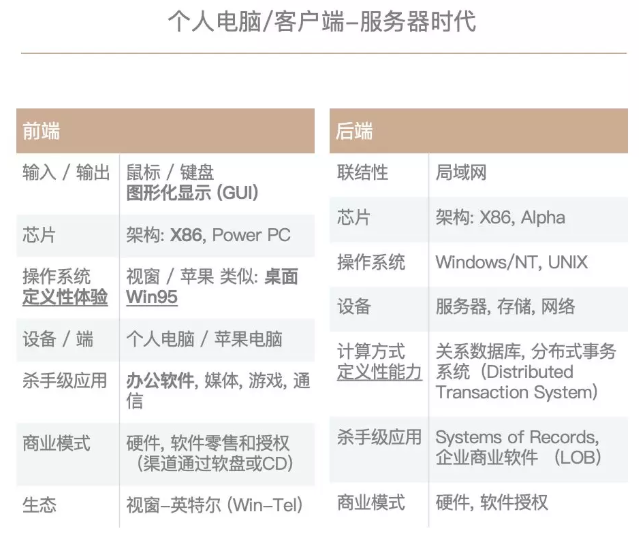 个人电脑/客户端-服务器时代
前端
输入 / 输出
鼠标 / 键盘
图形化显示 (GUI)
芯片
架构: X86, Power PC
操作系统
定义性体验
视窗 / 苹果 类似: 桌面
Win95
设备 / 端
个人电脑 / 苹果电脑
杀手级应用
办公软件, 媒体, 游戏, 通
信
商业模式
硬件, 软件零售和授权
（渠道通过软盘或CD）
生态
视窗-英特尔 (Win-Tel)
后端
联结性
局域网
芯片
架构: X86, Alpha
操作系统
Windows/NT, UNIX
设备
服务器, 存储, 网络
计算方式
定义性能力
关系数据库, 分布式事务
系统（Distributed
Transaction System）
杀手级应用
Systems of Records,
企业商业软件 （LOB）
商业模式
硬件, 软件授权